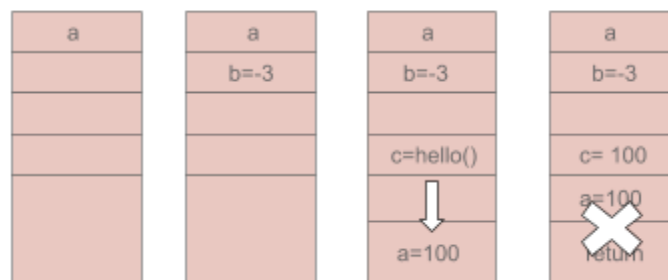 a
a
b=-3
a
b=-3
c=hello()
a=100
a
b=-3
c= 100
a=100
return